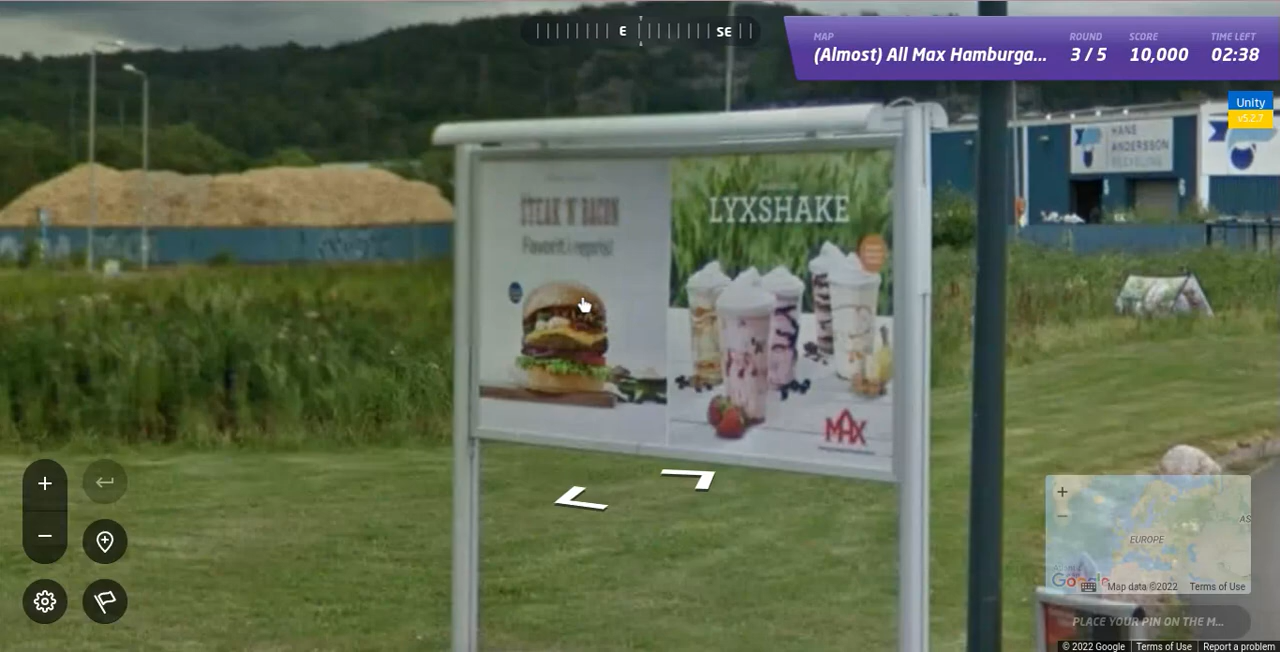 E
SE
MAP
ROUND
SCORE
TIME LEFT
(Almost) All Max Hamburga...
3 / 5
10,000
02:38
Unity
v5.2.7
HANS
ANDERSSON
RECYCLING
STEAK 'N' BACON
Favorit i repris!
LYXSHAKE
MAX
EUROPE
AS
Google
Map data ©2022
Terms of Use
PLACE YOUR PIN ON THE M...
© 2022 Google
Terms of Use
Report a problem